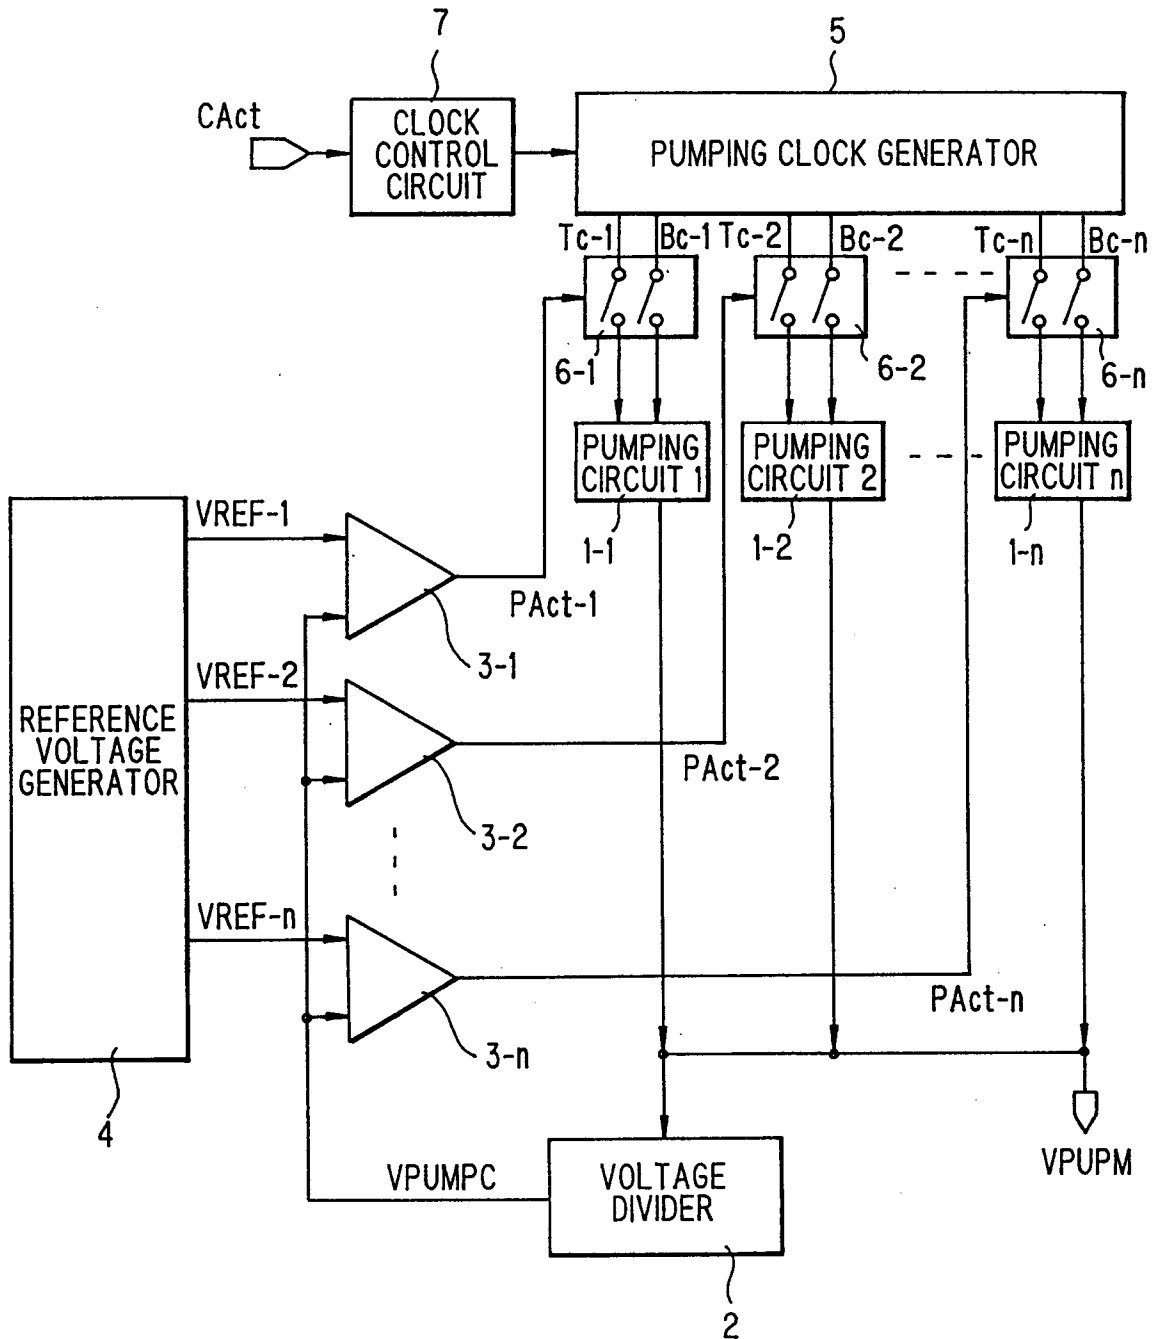 7
5
CAct
CLOCK
CONTROL
CIRCUIT
PUMPING CLOCK GENERATOR
Tc-1
Bc-1
Tc-2
Bc-2
Tc-n
Bc-n
6-1
6-2
6-n
PUMPING
CIRCUIT 1
PUMPING
CIRCUIT 2
PUMPING
CIRCUIT n
1-1
1-2
1-n
VREF-1
PAct-1
3-1
VREF-2
REFERENCE
VOLTAGE
GENERATOR
PAct-2
3-2
VREF-n
PAct-n
3-n
4
VPUMPC
VOLTAGE
DIVIDER
VPUPM
2